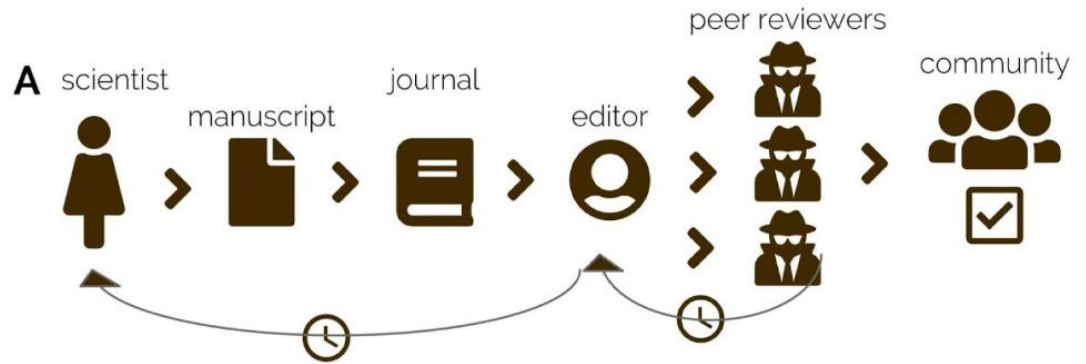 A
scientist
manuscript
journal
editor
peer reviewers
community